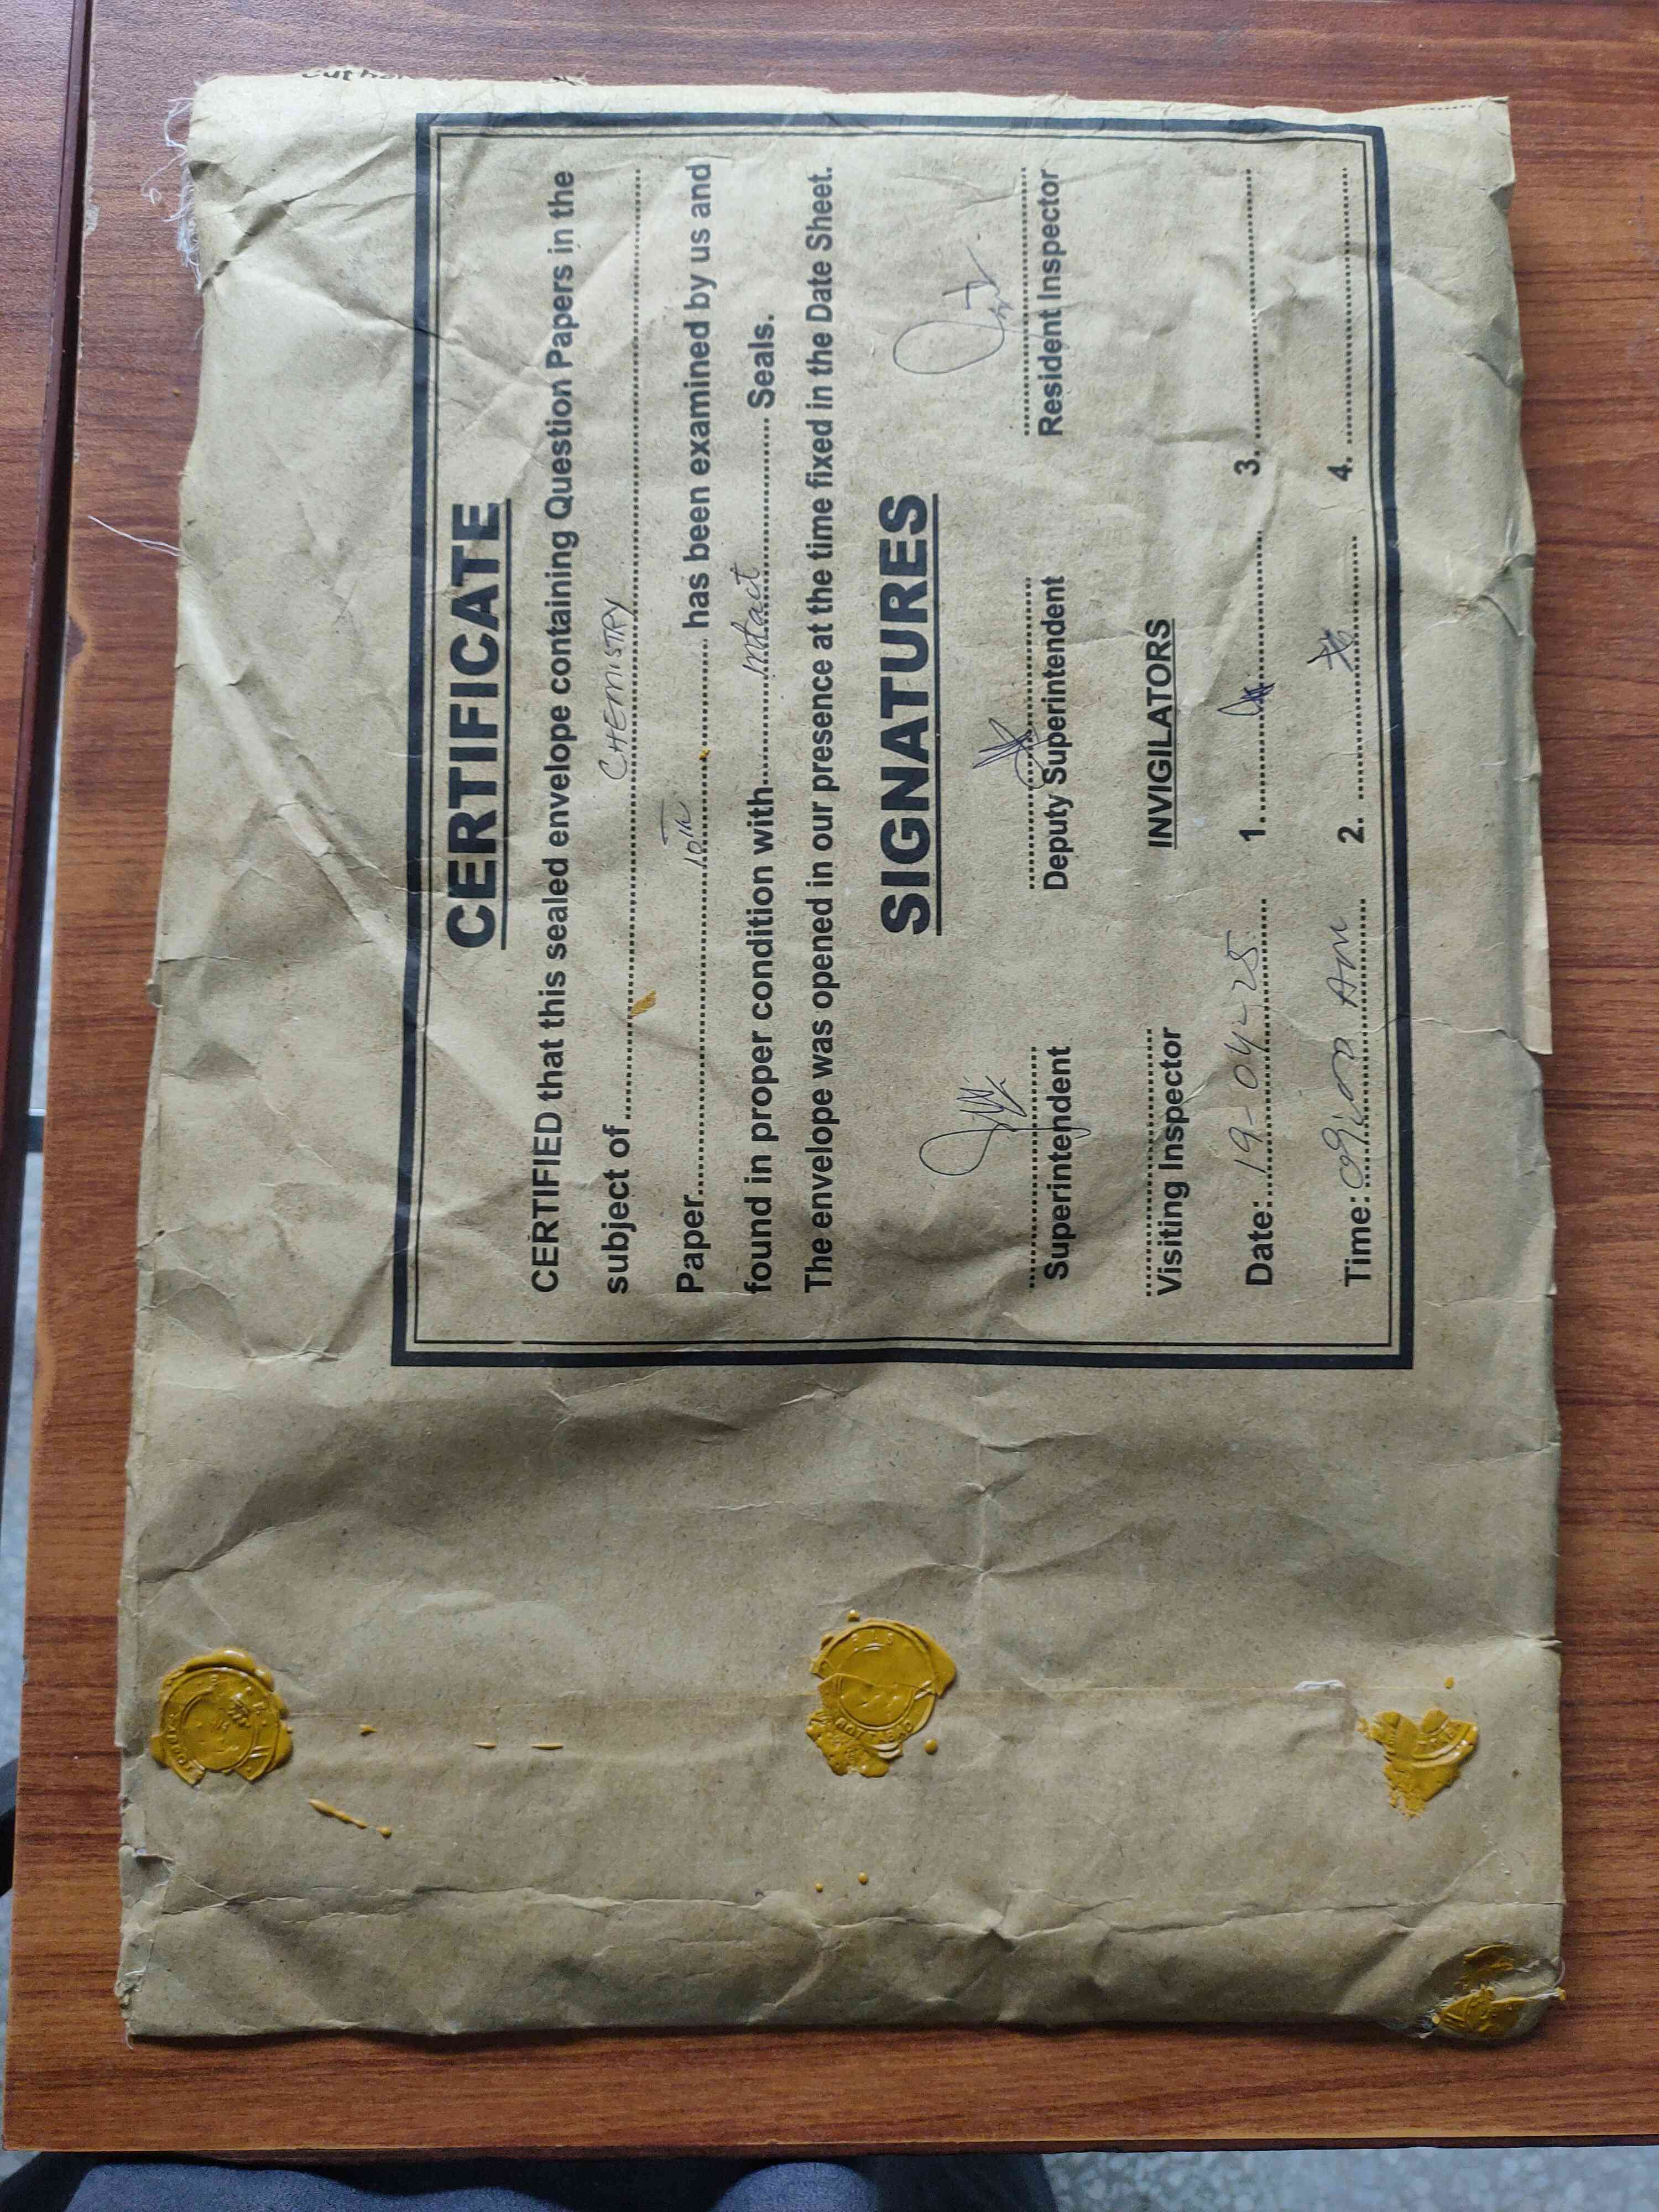 Cut here
CERTIFICATE
CERTIFIED that this sealed envelope containing Question Papers in the
subject of CHEMISTRY
Paper 10TH has been examined by us and
found in proper condition with intact Seals.
The envelope was opened in our presence at the time fixed in the Date Sheet.
SIGNATURES
Superintendent Deputy Superintendent Resident Inspector
Visiting Inspector INVIGILATORS
Date: 19-04-25 1. 3.
Time: 09:00 AM 2. 4.